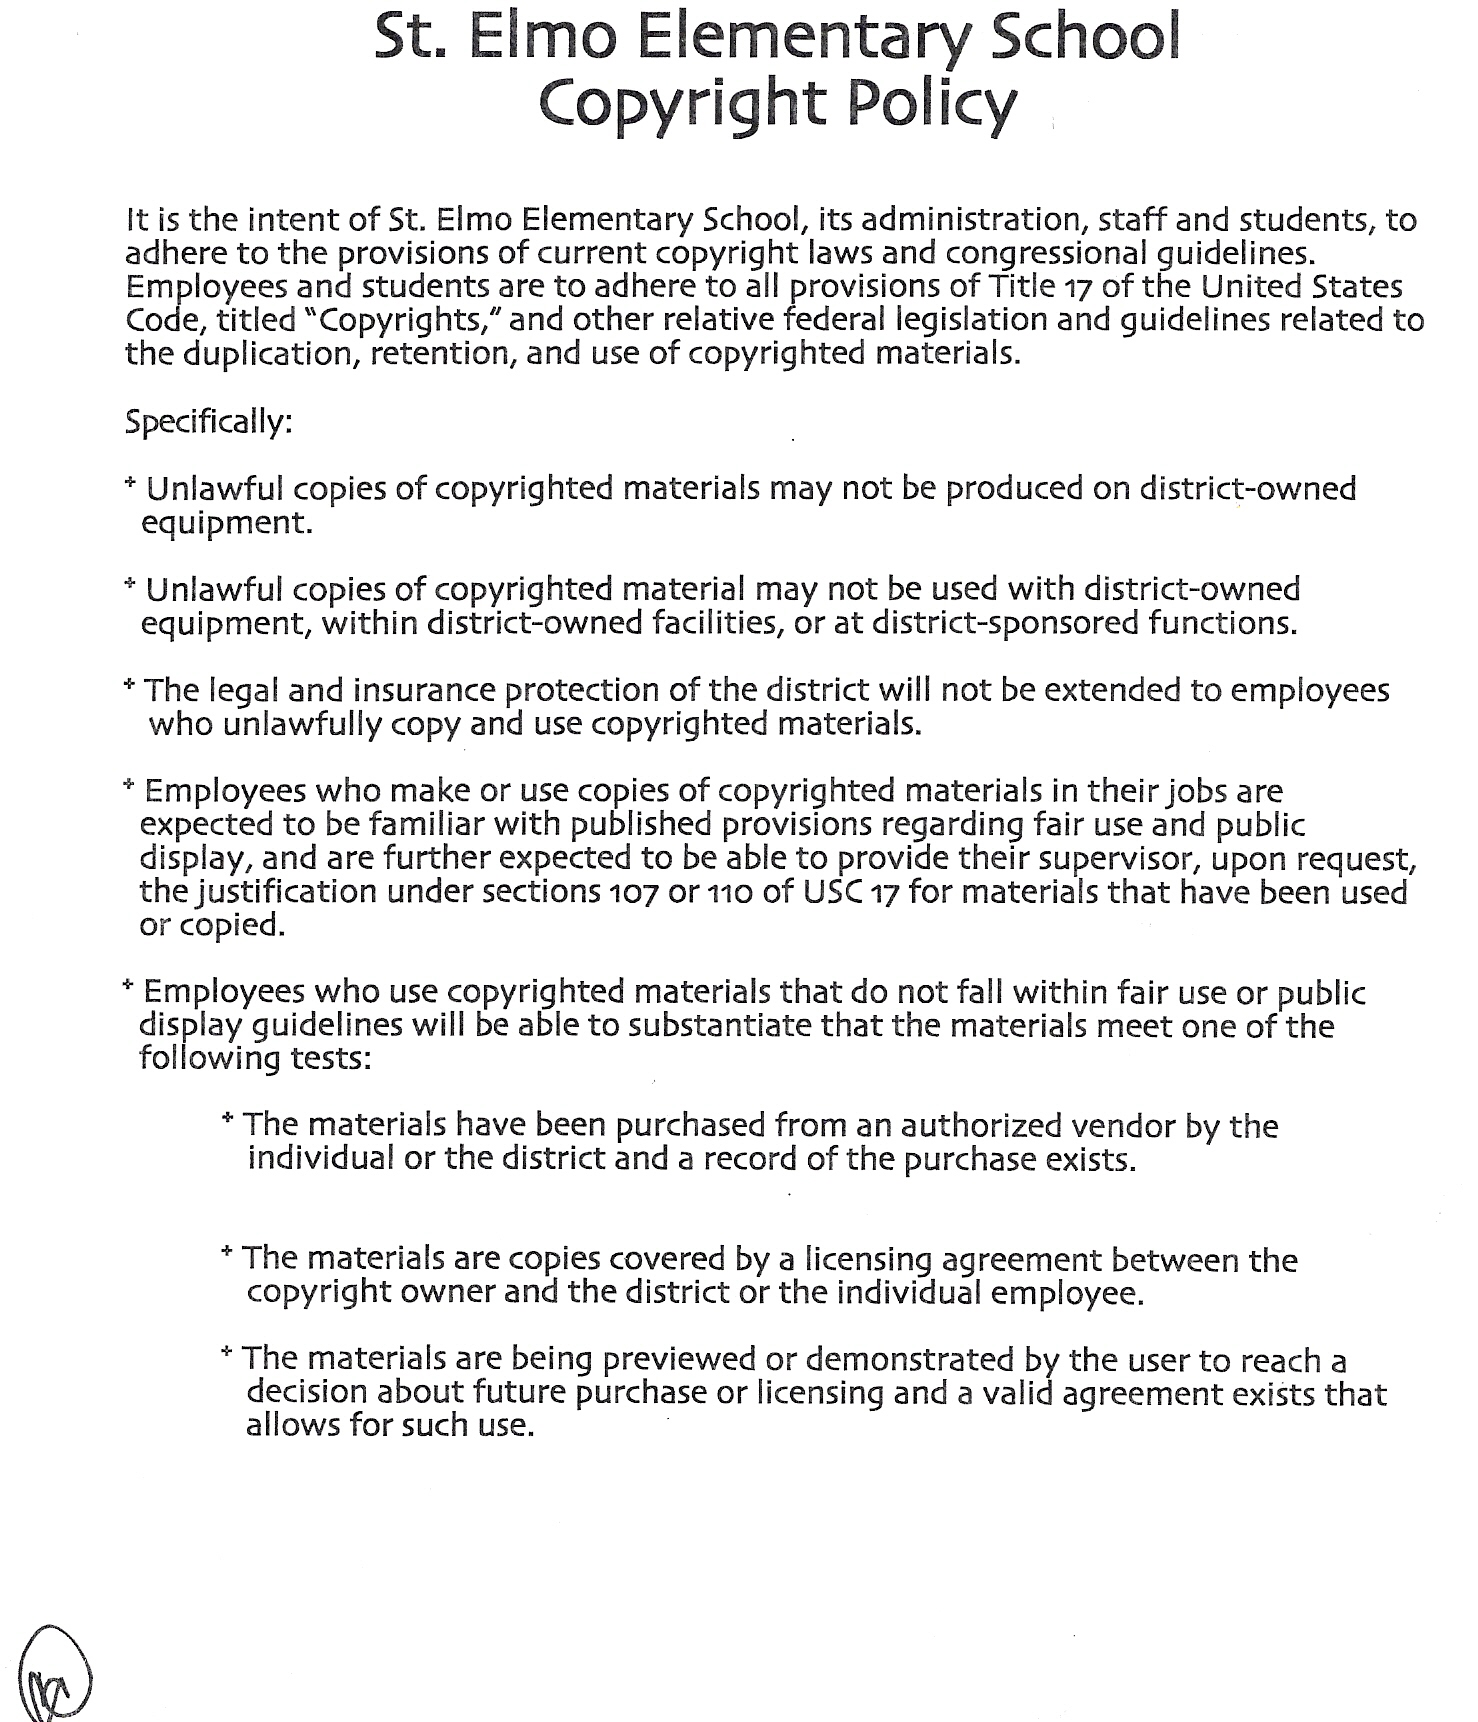 St. Elmo Elementary School
Copyright Policy
It is the intent of St. Elmo Elementary School, its administration, staff and students, to
adhere to the provisions of current copyright laws and congressional guidelines.
Employees and students are to adhere to all provisions of Title 17 of the United States
Code, titled "Copyrights," and other relative federal legislation and guidelines related to
the duplication, retention, and use of copyrighted materials.
Specifically:
+ Unlawful copies of copyrighted materials may not be produced on district-owned
equipment.
+ Unlawful copies of copyrighted material may not be used with district-owned
equipment, within district-owned facilities, or at district-sponsored functions.
+ The legal and insurance protection of the district will not be extended to employees
who unlawfully copy and use copyrighted materials.
+ Employees who make or use copies of copyrighted materials in their jobs are
expected to be familiar with published provisions regarding fair use and public
display, and are further expected to be able to provide their supervisor, upon request,
the justification under sections 107 or 110 of USC 17 for materials that have been used
or copied.
+ Employees who use copyrighted materials that do not fall within fair use or public
display guidelines will be able to substantiate that the materials meet one of the
following tests:
+ The materials have been purchased from an authorized vendor by the
individual or the district and a record of the purchase exists.
+ The materials are copies covered by a licensing agreement between the
copyright owner and the district or the individual employee.
+ The materials are being previewed or demonstrated by the user to reach a
decision about future purchase or licensing and a valid agreement exists that
allows for such use.